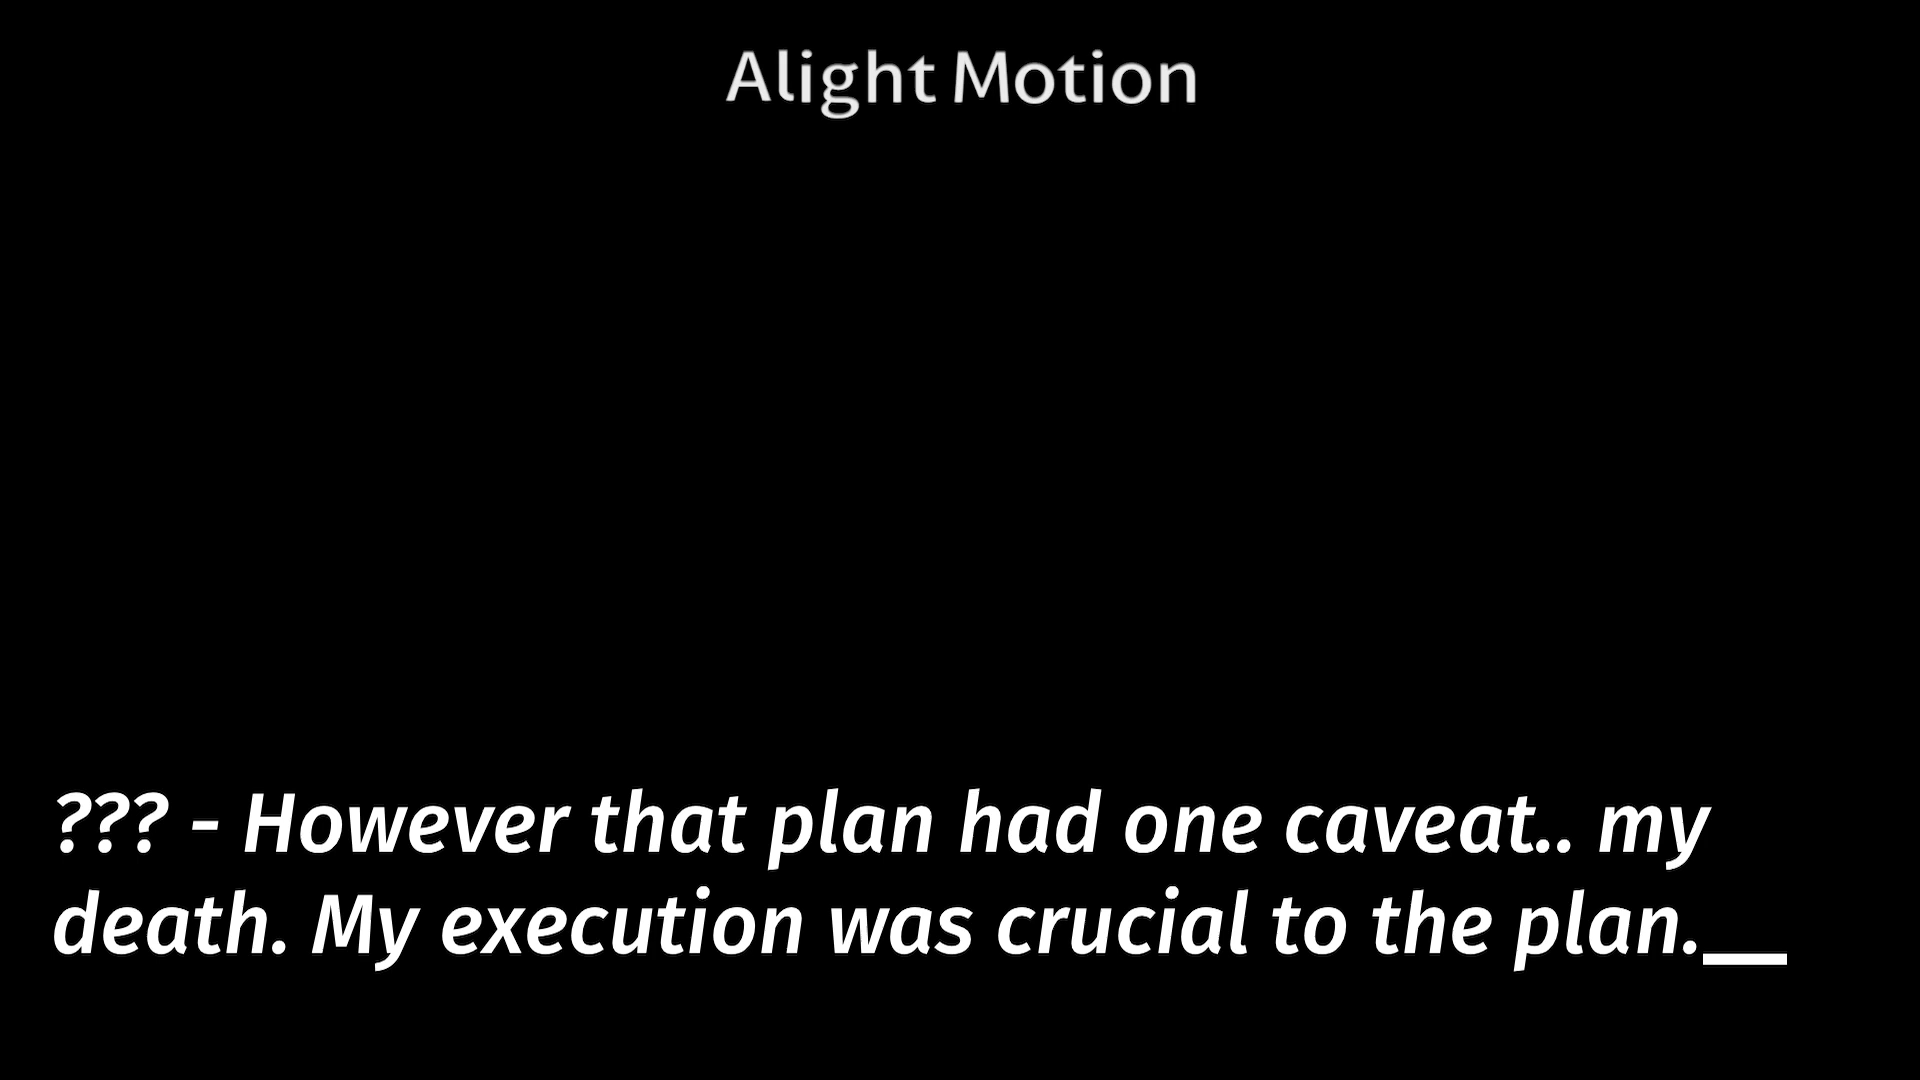 Alight Motion
??? - However that plan had one caveat.. my
death. My execution was crucial to the plan.__